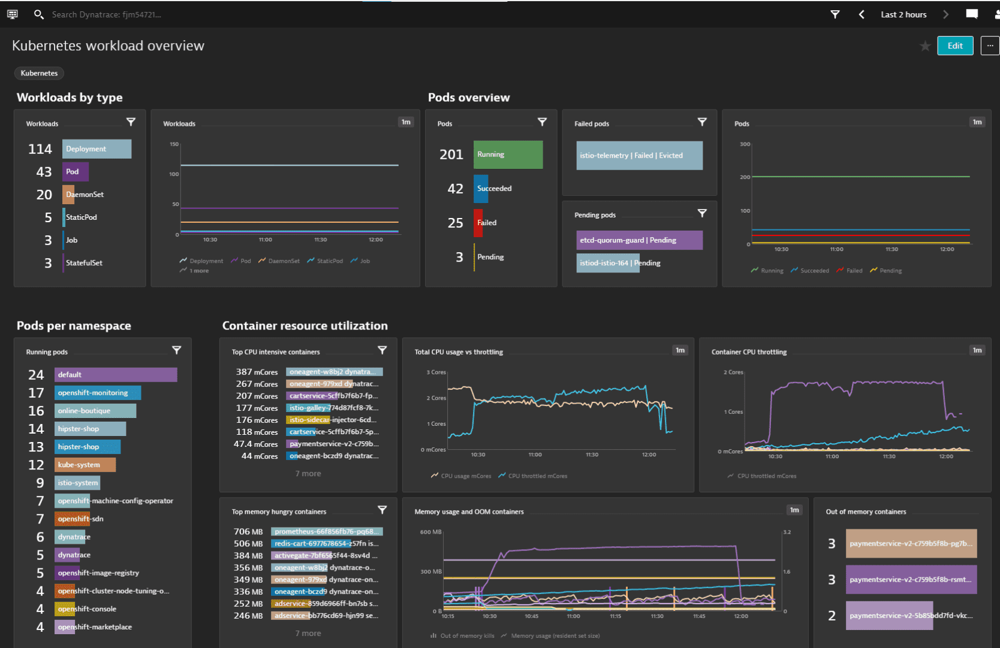 Search Dynatrace: fjm54721...
Last 2 hours
Kubernetes workload overview
Edit
...
Kubernetes
Workloads by type
Workloads
114 Deployment
43 Pod
20 DaemonSet
5 StaticPod
3 Job
3 StatefulSet
Workloads
1m
150
100
50
0
10:30 11:00 11:30 12:00
Deployment Pod DaemonSet StaticPod Job
1 more
Pods overview
Pods
201 Running
42 Succeeded
25 Failed
3 Pending
Failed pods
istio-telemetry | Failed | Evicted
Pending pods
etcd-quorum-guard | Pending
istiod-istio-164 | Pending
Pods
1m
300
200
100
0
10:30 11:00 11:30 12:00
Running Succeeded Failed Pending
Pods per namespace
Running pods
24 default
17 openshift-monitoring
16 online-boutique
14 hipster-shop
13 hipster-shop
12 kube-system
9 istio-system
7 openshift-machine-config-operator
7 openshift-sdn
6 dynatrace
5 dynatrace
5 openshift-image-registry
4 openshift-cluster-node-tuning-o...
4 openshift-console
4 openshift-marketplace
Container resource utilization
Top CPU intensive containers
387 mCores oneagent-w8bj2 dynatra...
267 mCores oneagent-979xd dynatrac...
207 mCores cartservice-5cffb7f6b7-fp...
177 mCores istio-galley-774d87fcf8-7k...
176 mCores istio-sidecar-injector-6cd...
118 mCores cartservice-5cffb7f6b7-5p...
47.4 mCores paymentservice-v2-c759b...
44 mCores oneagent-bczd9 dynatrac...
7 more
Total CPU usage vs throttling
1m
3 Cores
2 Cores
1 Cores
0 mCores
10:30 11:00 11:30 12:00
CPU usage mCores CPU throttled mCores
Container CPU throttling
1m
2 Cores
1 Cores
0 mCores
10:30 11:00 11:30 12:00
CPU throttled mCores
Top memory hungry containers
706 MB prometheus-66f856fb76-pq68...
506 MB redis-cart-6977678654-z57fn is...
384 MB activegate-7bf6565f44-8sv4d ...
356 MB oneagent-w8bj2 dynatrace-o...
349 MB oneagent-979xd dynatrace-on...
336 MB oneagent-bczd9 dynatrace-on...
252 MB adservice-859d6966ff-bn7sb s...
246 MB adservice-bb776cd69-hjn99 se...
7 more
Memory usage and OOM containers
1m
600 MB 3.2
300 MB 1.6
0 B 0
10:15 10:30 10:45 11:00 11:15 11:30 11:45 12:00
Out of memory kills Memory usage (resident set size)
Out of memory containers
3 paymentservice-v2-c759b5f8b-pg7b...
3 paymentservice-v2-c759b5f8b-rsmt...
2 paymentservice-v2-5b85bdd7fd-vkc...